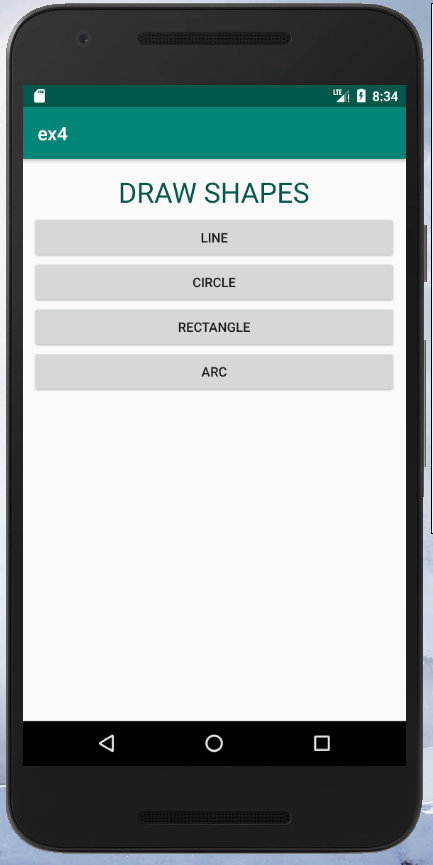 LTE 8:34
ex4
DRAW SHAPES
LINE
CIRCLE
RECTANGLE
ARC